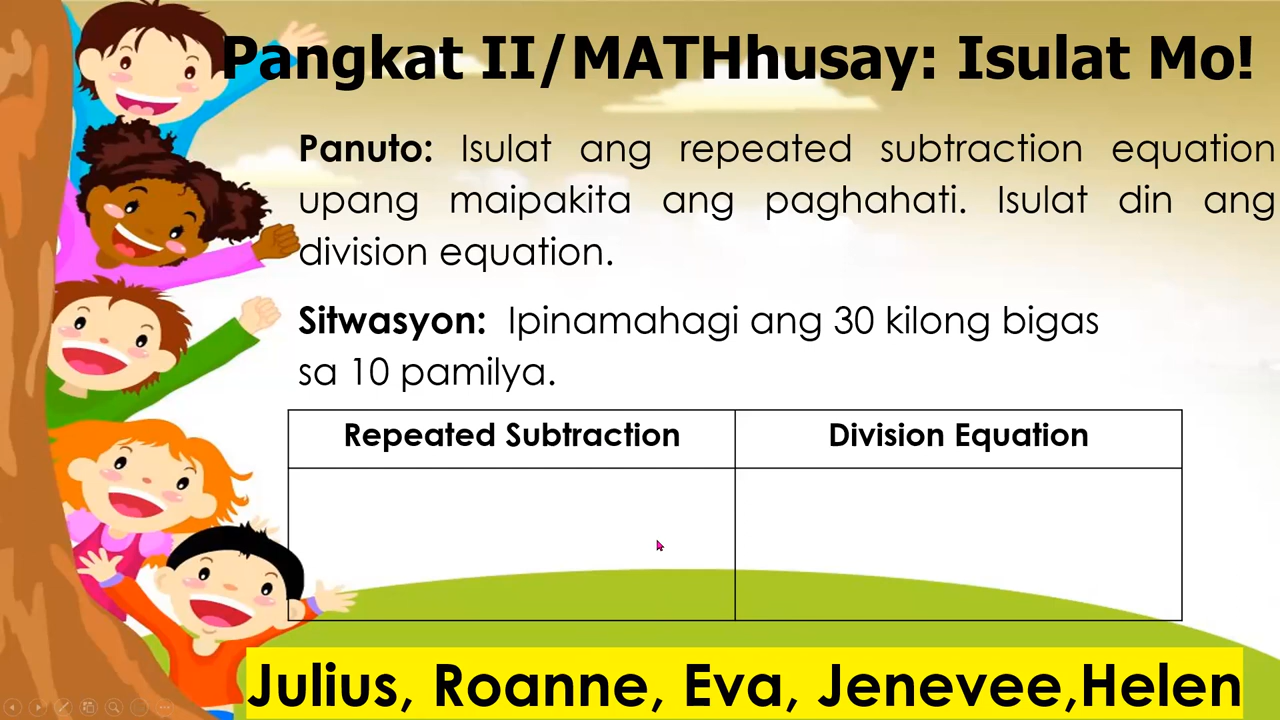 Pangkat II/MATHhusay: Isulat Mo!
Panuto: Isulat ang repeated subtraction equation
upang maipakita ang paghahati. Isulat din ang
division equation.
Sitwasyon: Ipinamahagi ang 30 kilong bigas
sa 10 pamilya.
Repeated Subtraction
Division Equation
Julius, Roanne, Eva, Jenevee,Helen